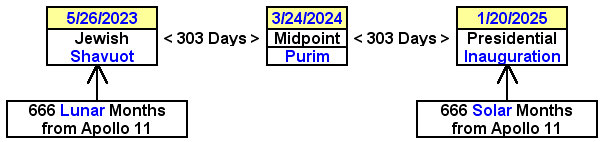 5/26/2023
Jewish
Shavuot
< 303 Days >
3/24/2024
Midpoint
Purim
< 303 Days >
1/20/2025
Presidential
Inauguration
666 Lunar Months
from Apollo 11
666 Solar Months
from Apollo 11